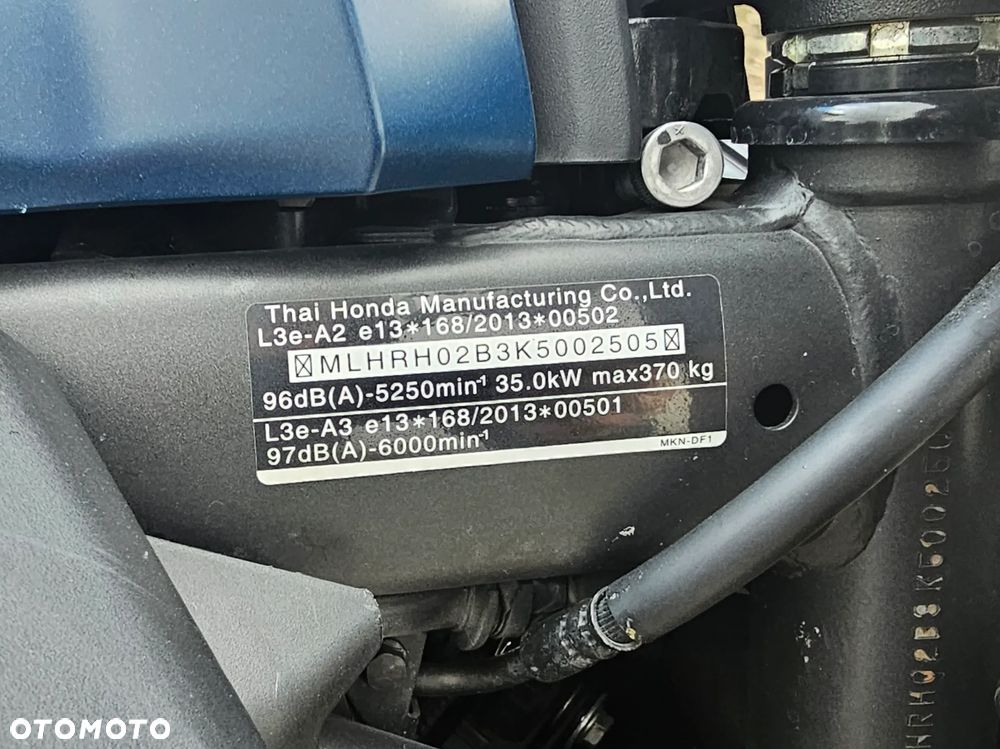 Thai Honda Manufacturing Co.,Ltd.
L3e-A2 e13*168/2013*00502
MLHRH02B3K5002505
96dB(A)-5250min⁻¹ 35.0kW max370 kg
L3e-A3 e13*168/2013*00501
97dB(A)-6000min⁻¹
MKN-DF1
OTOMOTO